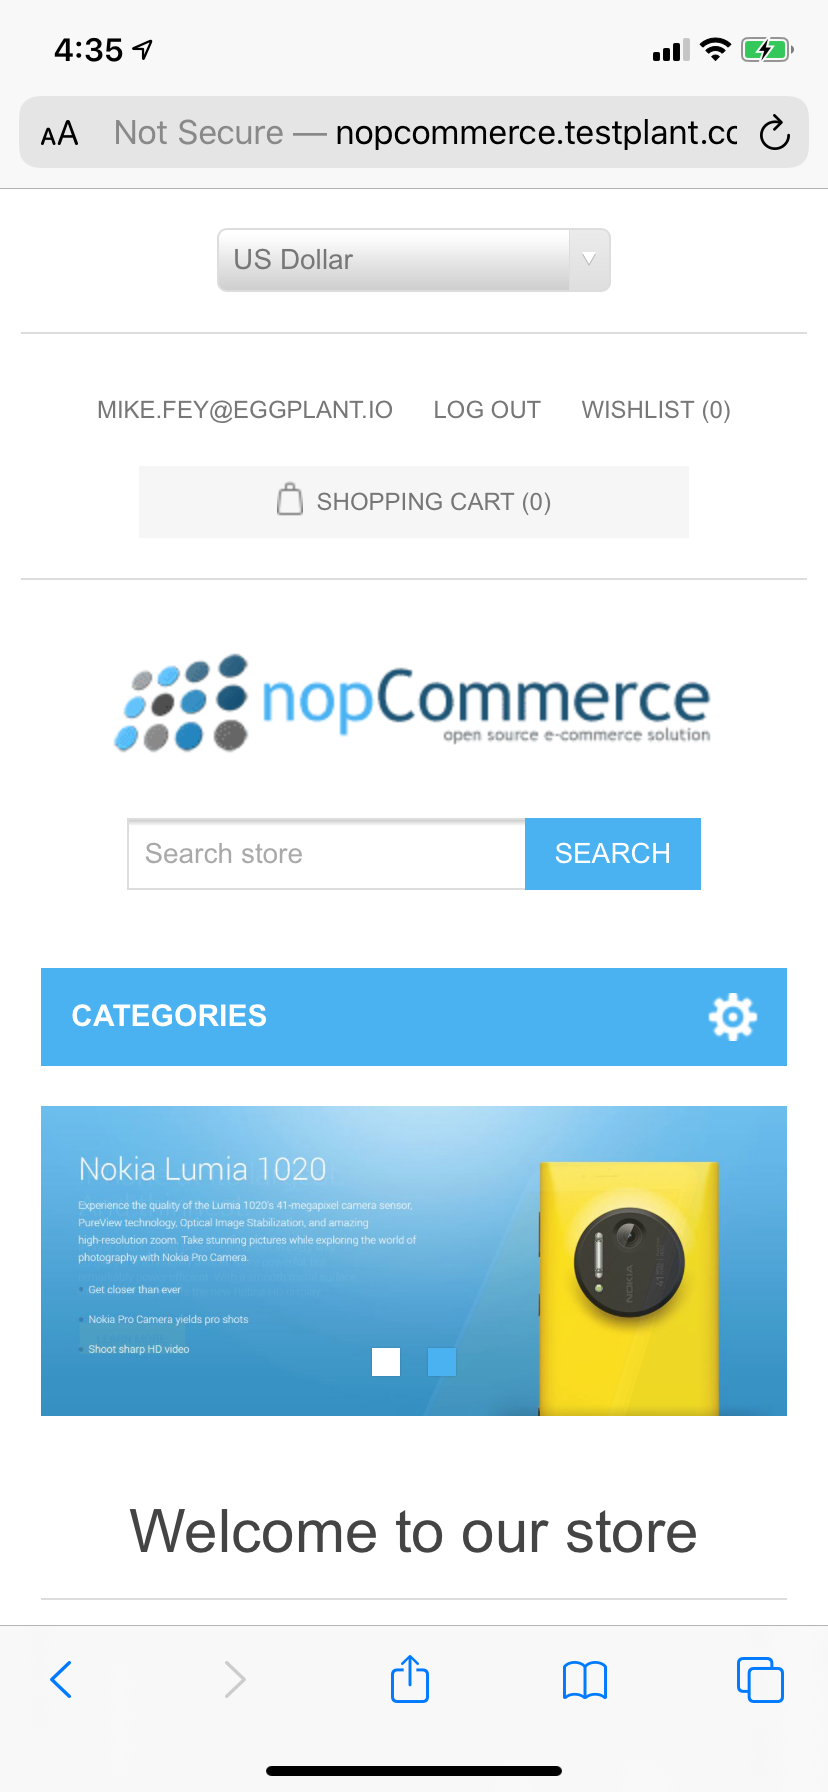 4:35
AA Not Secure — nopcommerce.testplant.cc
US Dollar
MIKE.FEY@EGGPLANT.IO LOG OUT WISHLIST (0)
SHOPPING CART (0)
nopCommerce
open source e-commerce solution
Search store SEARCH
CATEGORIES
Nokia Lumia 1020
Experience the quality of the Lumia 1020's 41-megapixel camera sensor,
PureView technology, Optical Image Stabilization, and amazing
high-resolution zoom. Take stunning pictures while exploring the world of
photography with Nokia Pro Camera.
• Get closer than ever
• Nokia Pro Camera yields pro shots
• Shoot sharp HD video
NOKIA
Welcome to our store